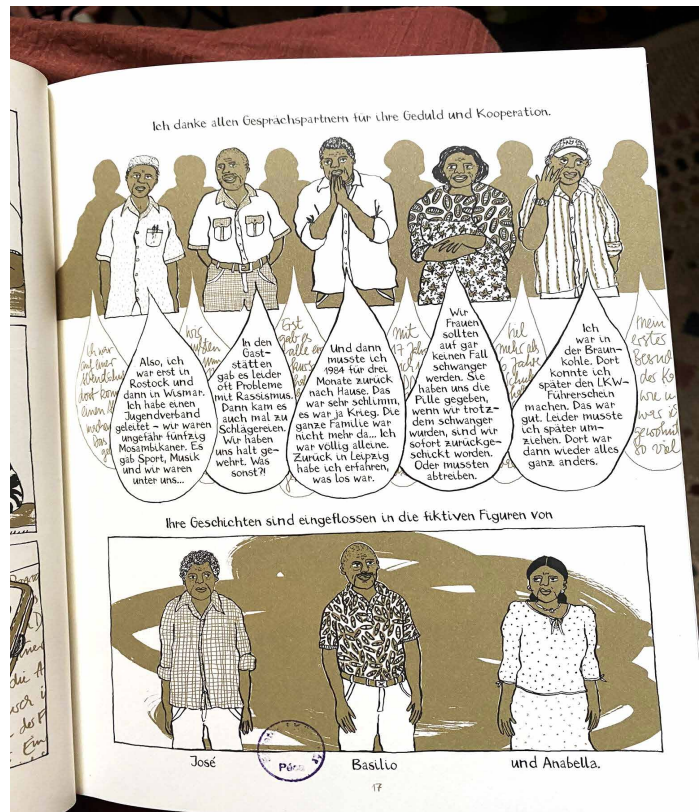 Ich danke allen Gesprächspartnern für ihre Geduld und Kooperation.
Also, ich
war erst in
Rostock und
dann in Wismar.
Ich habe einen
Jugendverband
geleitet – wir waren
ungefähr fünfzig
Mosambikaner. Es
gab Sport, Musik
und wir waren
unter uns...
In den
Gast-
stätten
gab es leider
oft Probleme
mit Rassismus.
Dann kam es
auch mal zu
Schlägereien.
Wir haben
uns halt ge-
wehrt. Was
sonst?!
Und dann
musste ich
1984 für drei
Monate zurück
nach Hause. Das
war sehr schlimm,
es war ja Krieg. Die
ganze Familie war
nicht mehr da... Ich
war völlig alleine.
Zurück in Leipzig
habe ich erfahren,
was los war.
Wir
Frauen
sollten
auf gar
keinen Fall
schwanger
werden. Sie
haben uns die
Pille gegeben,
wenn wir trotz-
dem schwanger
wurden, sind wir
sofort zurückge-
schickt worden.
Oder mussten
abtreiben.
Ich
war in
der Braun-
kohle. Dort
konnte ich
später den LKW-
Führerschein
machen. Das war
gut. Leider musste
ich später um-
ziehen. Dort war
dann wieder alles
ganz anders.
Mein
erster
Ihre Geschichten sind eingeflossen in die fiktiven Figuren von
José
Basilio
und Anabella.
17